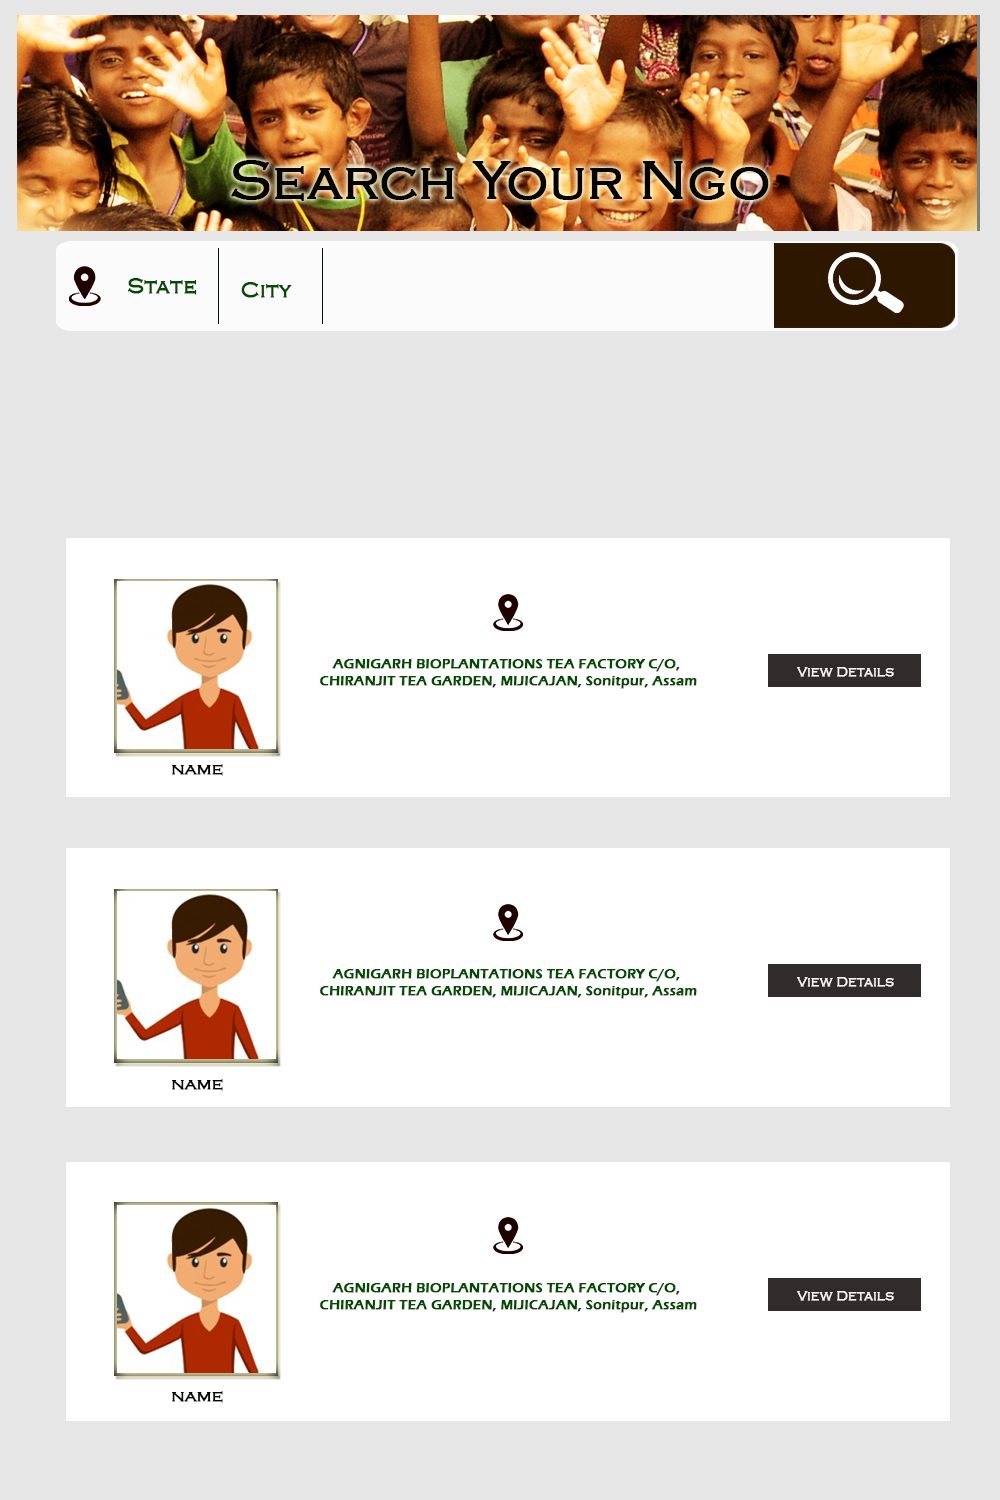 Search Your Ngo
State
City
AGNIGARH BIOPLANTATIONS TEA FACTORY C/O,
CHIRANJIT TEA GARDEN, MIJICAJAN, Sonitpur, Assam
View Details
NAME
AGNIGARH BIOPLANTATIONS TEA FACTORY C/O,
CHIRANJIT TEA GARDEN, MIJICAJAN, Sonitpur, Assam
View Details
NAME
AGNIGARH BIOPLANTATIONS TEA FACTORY C/O,
CHIRANJIT TEA GARDEN, MIJICAJAN, Sonitpur, Assam
View Details
NAME